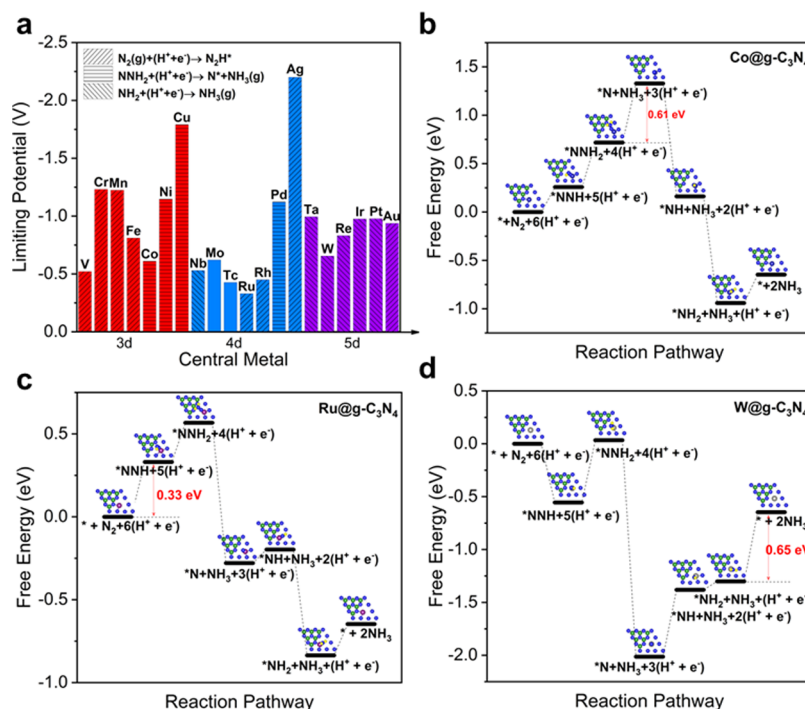 a
N₂(g)+(H⁺+e⁻)→ N₂H*
NNH₂+(H⁺+e⁻)→ N*+NH₃(g)
NH₂+(H⁺+e⁻)→ NH₃(g)
Limiting Potential (V)
-2.5
-2.0
-1.5
-1.0
-0.5
0.0
V
Cr
Mn
Fe
Co
Ni
Cu
Nb
Mo
Tc
Ru
Rh
Pd
Ag
Ta
W
Re
Ir
Pt
Au
3d
4d
5d
Central Metal
b
Co@g-C₃N₄
Free Energy (eV)
1.5
1.0
0.5
0.0
-0.5
-1.0
*+N₂+6(H⁺ + e⁻)
*NNH+5(H⁺ + e⁻)
*NNH₂+4(H⁺ + e⁻)
*N+NH₃+3(H⁺ + e⁻)
0.61 eV
*NH+NH₃+2(H⁺ + e⁻)
*NH₂+NH₃+(H⁺ + e⁻)
*+2NH₃
Reaction Pathway
c
Ru@g-C₃N₄
Free Energy (eV)
0.5
0.0
-0.5
-1.0
* + N₂+6(H⁺ + e⁻)
*NNH+5(H⁺ + e⁻)
0.33 eV
*NNH₂+4(H⁺ + e⁻)
*N+NH₃+3(H⁺ + e⁻)
*NH+NH₃+2(H⁺ + e⁻)
*NH₂+NH₃+(H⁺ + e⁻)
* + 2NH₃
Reaction Pathway
d
W@g-C₃N₄
Free Energy (eV)
0.5
0.0
-0.5
-1.0
-1.5
-2.0
* + N₂+6(H⁺ + e⁻)
*NNH+5(H⁺ + e⁻)
*NNH₂+4(H⁺ + e⁻)
*N+NH₃+3(H⁺ + e⁻)
*NH+NH₃+2(H⁺ + e⁻)
*NH₂+NH₃+(H⁺ + e⁻)
* + 2NH₃
0.65 eV
Reaction Pathway